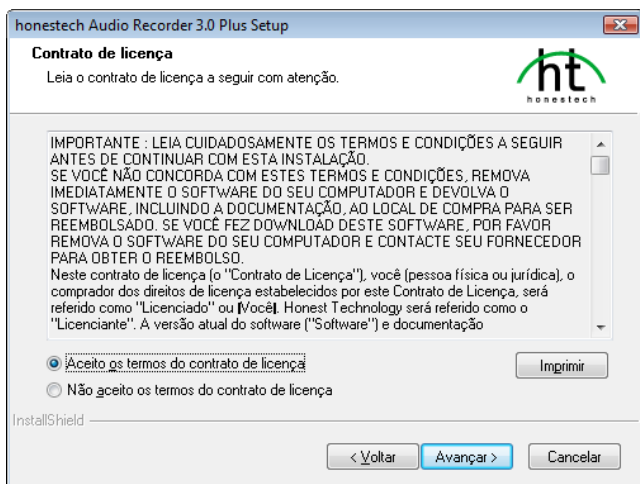 honestech Audio Recorder 3.0 Plus Setup
Contrato de licença
Leia o contrato de licença a seguir com atenção.
ht
honestech
IMPORTANTE : LEIA CUIDADOSAMENTE OS TERMOS E CONDIÇÕES A SEGUIR
ANTES DE CONTINUAR COM ESTA INSTALAÇÃO.
SE VOCÊ NÃO CONCORDA COM ESTES TERMOS E CONDIÇÕES, REMOVA
IMEDIATAMENTE O SOFTWARE DO SEU COMPUTADOR E DEVOLVA O
SOFTWARE, INCLUINDO A DOCUMENTAÇÃO, AO LOCAL DE COMPRA PARA SER
REEMBOLSADO. SE VOCÊ FEZ DOWNLOAD DESTE SOFTWARE, POR FAVOR
REMOVA O SOFTWARE DO SEU COMPUTADOR E CONTACTE SEU FORNECEDOR
PARA OBTER O REEMBOLSO.
Neste contrato de licença (o "Contrato de Licença"), você (pessoa física ou jurídica), o
comprador dos direitos de licença estabelecidos por este Contrato de Licença, será
referido como "Licenciado" ou |Você|. Honest Technology será referido como o
"Licenciante". A versão atual do software ("Software") e documentação
Aceito os termos do contrato de licença
Imprimir
Não aceito os termos do contrato de licença
InstallShield
< Voltar
Avançar >
Cancelar